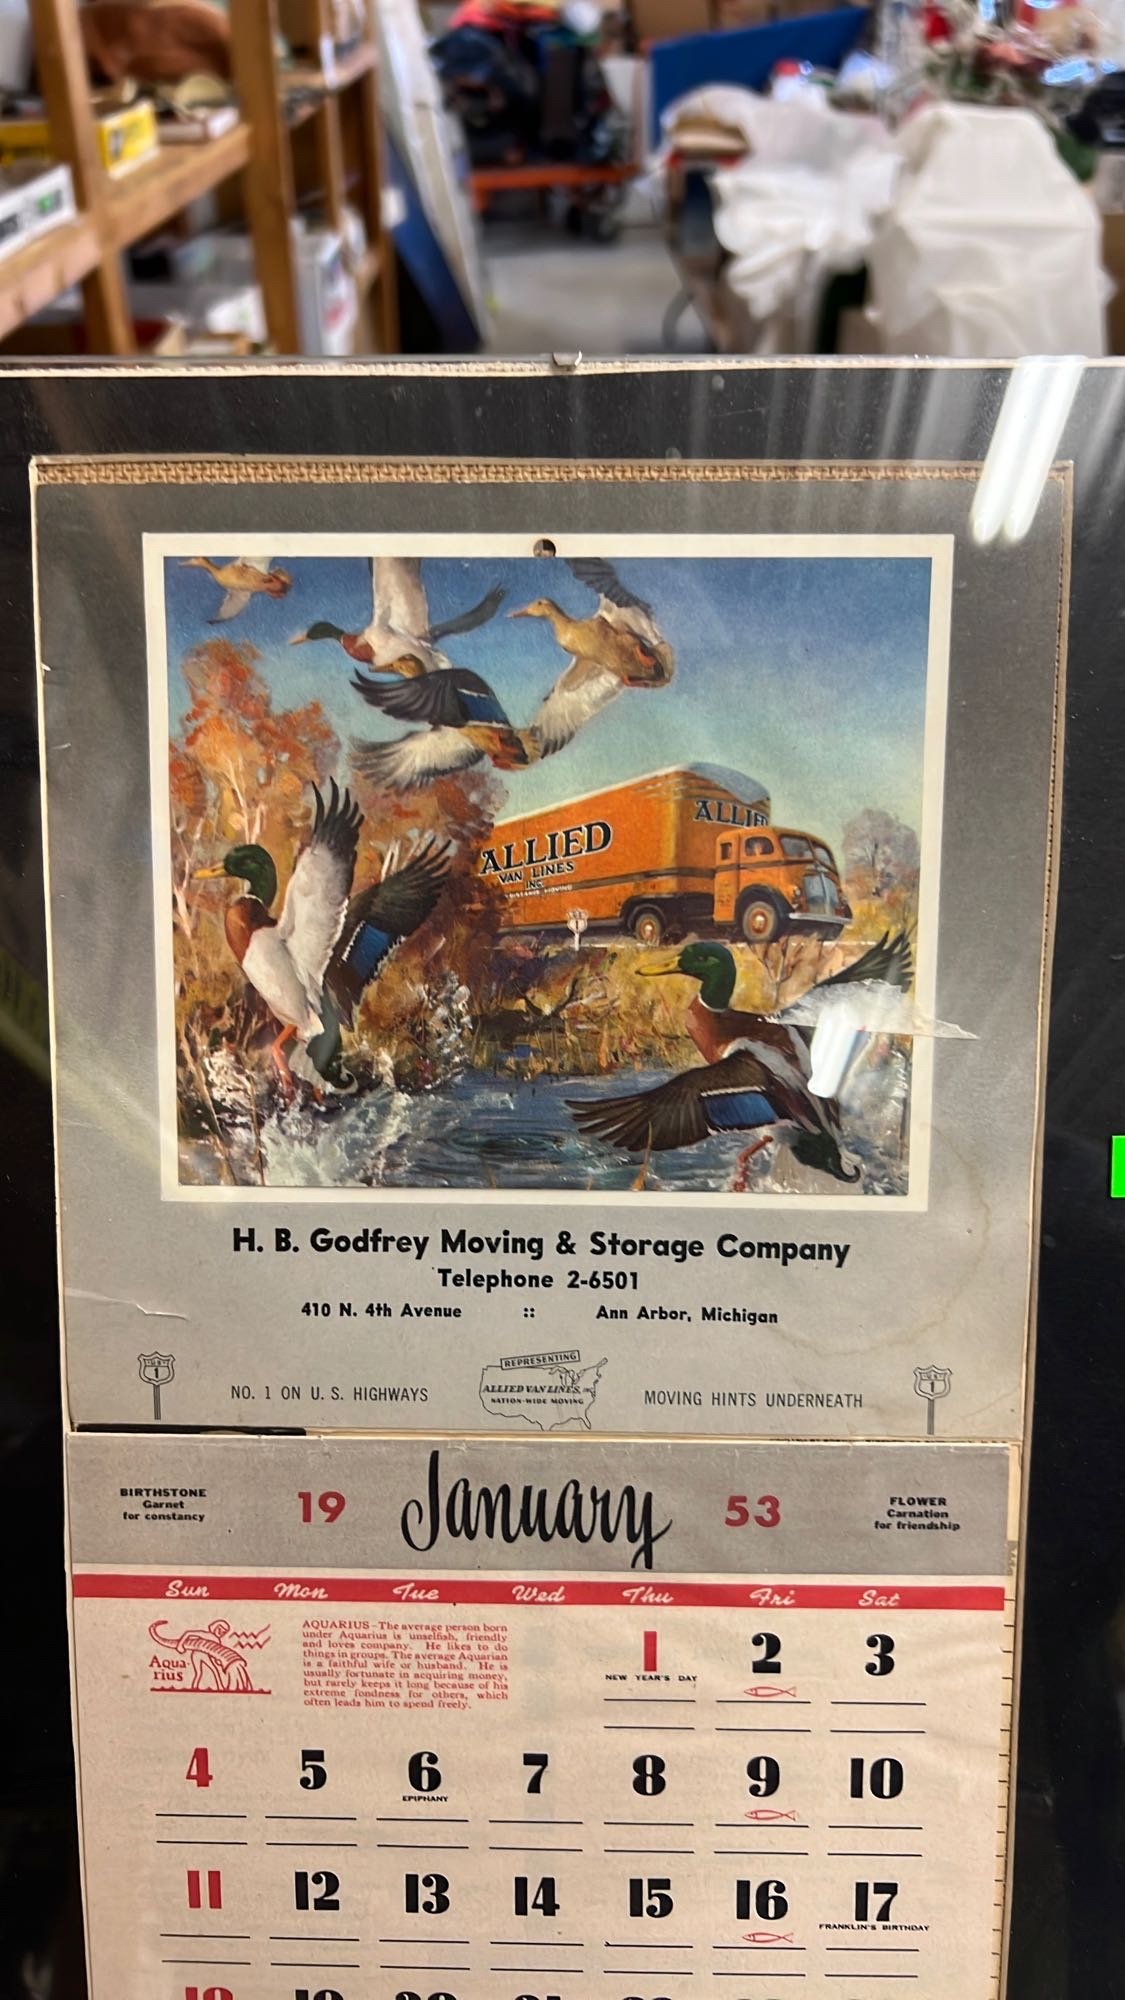 ALLIED
ALLIED
VAN LINES
INC.
DISTANCE MOVING
1
H. B. Godfrey Moving & Storage Company
Telephone 2-6501
410 N. 4th Avenue :: Ann Arbor, Michigan
REPRESENTING
ALLIED VAN LINES, INC.
NATION-WIDE MOVING
U S
1
NO. 1 ON U. S. HIGHWAYS
MOVING HINTS UNDERNEATH
U S
1
BIRTHSTONE
Garnet
for constancy
19 January 53
FLOWER
Carnation
for friendship
Sun Mon Tue Wed Thu Fri Sat
Aqua-
rius
AQUARIUS - The average person born
under Aquarius is unselfish, friendly
and loves company. He likes to do
things in groups. The average Aquarian
is a faithful wife or husband. He is
usually fortunate in acquiring money,
but rarely keeps it long because of his
extreme fondness for others, which
often leads him to spend freely.
1 2 3
NEW YEAR'S DAY
4 5 6 7 8 9 10
EPIPHANY
11 12 13 14 15 16 17
FRANKLIN'S BIRTHDAY